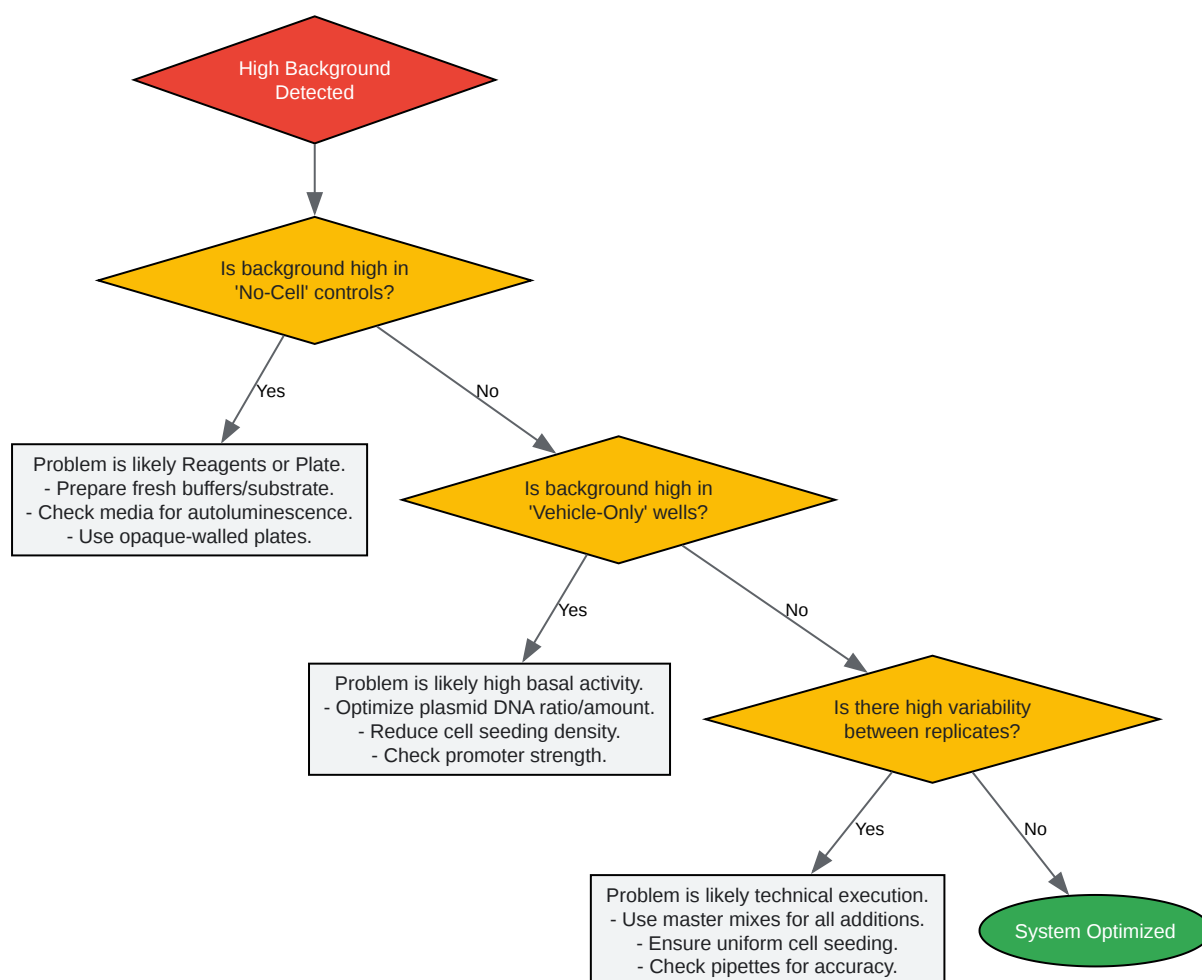 High Background
Detected
Is background high in
'No-Cell' controls?
Yes
No
Problem is likely Reagents or Plate.
- Prepare fresh buffers/substrate.
- Check media for autoluminescence.
- Use opaque-walled plates.
Is background high in
'Vehicle-Only' wells?
Yes
No
Problem is likely high basal activity.
- Optimize plasmid DNA ratio/amount.
- Reduce cell seeding density.
- Check promoter strength.
Is there high variability
between replicates?
Yes
No
Problem is likely technical execution.
- Use master mixes for all additions.
- Ensure uniform cell seeding.
- Check pipettes for accuracy.
System Optimized